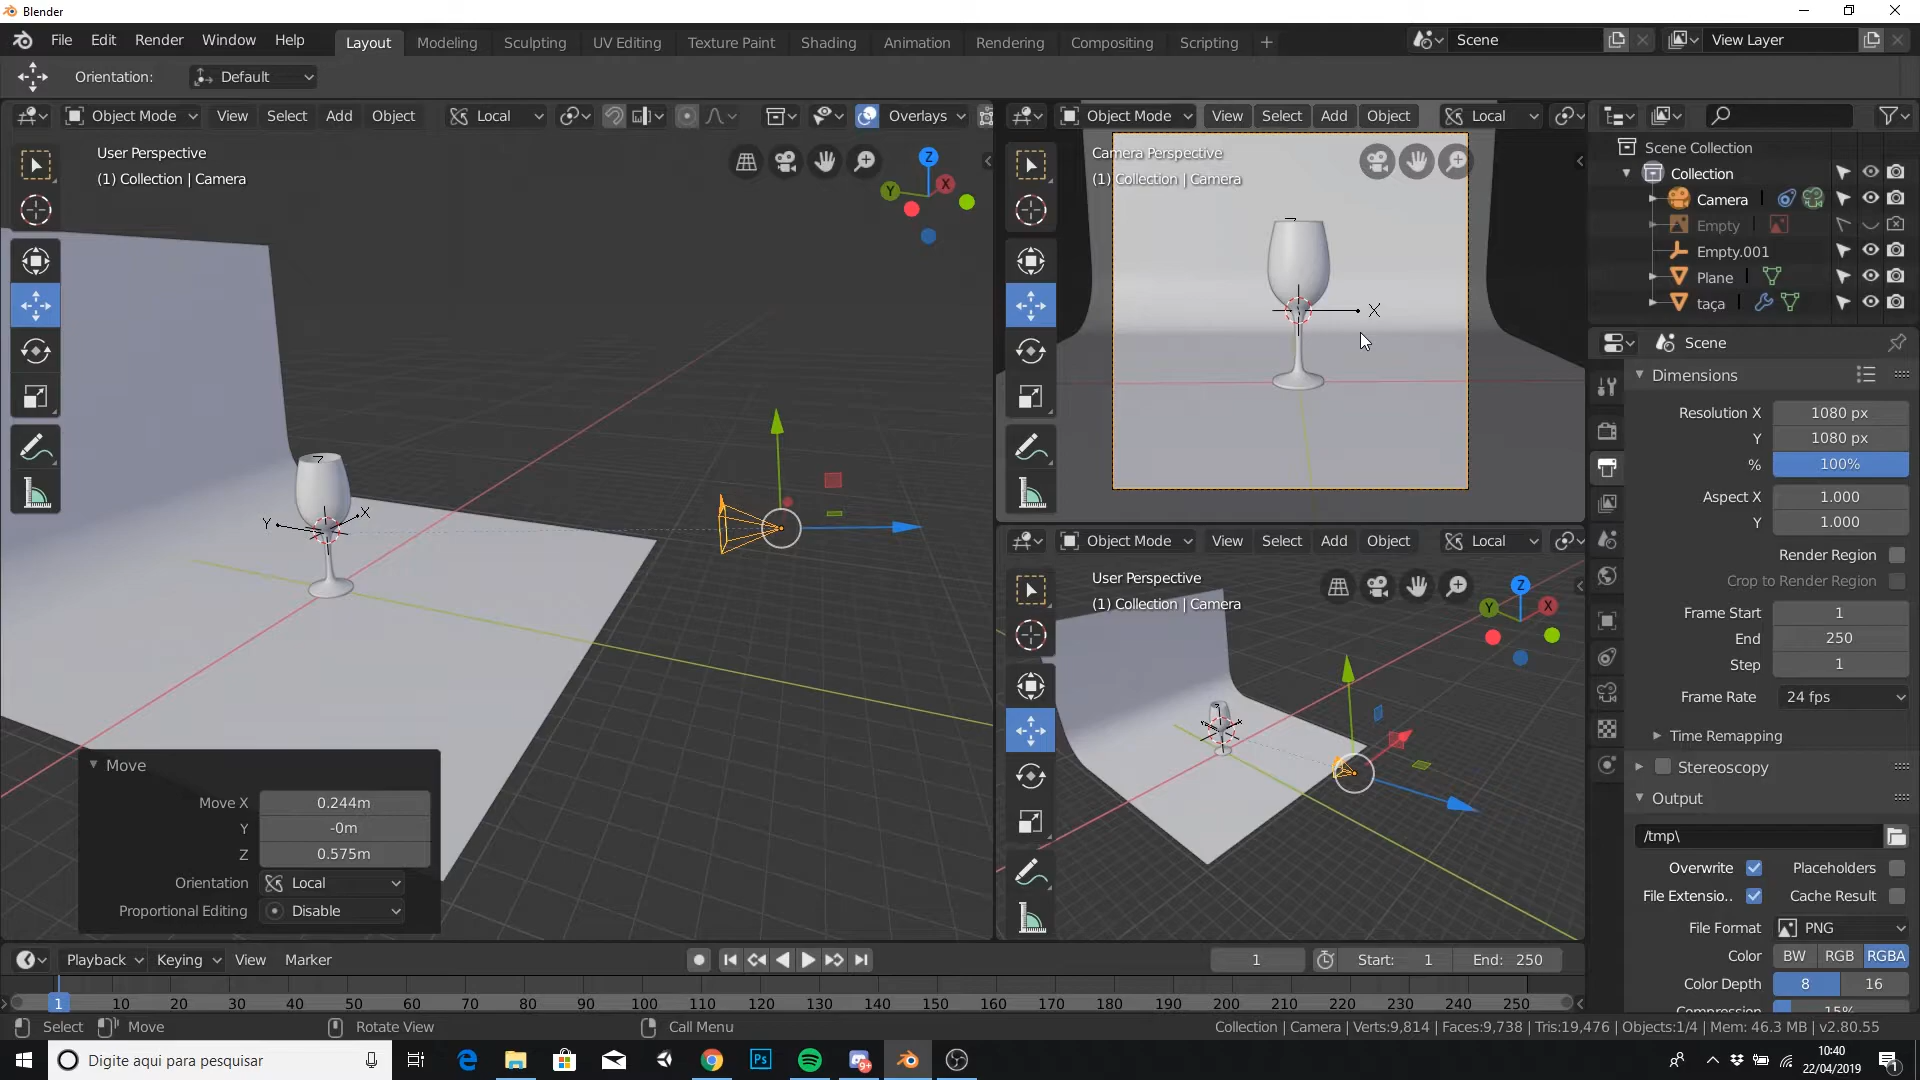 Blender
File Edit Render Window Help
Layout Modeling Sculpting UV Editing Texture Paint Shading Animation Rendering Compositing Scripting +
Scene
View Layer
Orientation: Default
Object Mode View Select Add Object Local Overlays
Object Mode View Select Add Object Local
User Perspective
(1) Collection | Camera
Z
X
Y
Y
X
Z
Camera Perspective
(1) Collection | Camera
X
Scene Collection
Collection
Camera
Empty
Empty.001
Plane
taça
Scene
Dimensions
Resolution X 1080 px
Y 1080 px
% 100%
Aspect X 1.000
Y 1.000
Render Region
Crop to Render Region
Frame Start 1
End 250
Step 1
Frame Rate 24 fps
Time Remapping
Stereoscopy
Output
/tmp\
Overwrite Placeholders
File Extensio.. Cache Result
File Format PNG
Color BW RGB RGBA
Color Depth 8 16
Compression 15%
Object Mode View Select Add Object Local
User Perspective
(1) Collection | Camera
Z
X
Y
Move
Move X 0.244m
Y -0m
Z 0.575m
Orientation Local
Proportional Editing Disable
Playback Keying View Marker
1 Start: 1 End: 250
1 10 20 30 40 50 60 70 80 90 100 110 120 130 140 150 160 170 180 190 200 210 220 230 240 250
Select Move Rotate View Call Menu
Collection | Camera | Verts:9,814 | Faces:9,738 | Tris:19,476 | Objects:1/4 | Mem: 46.3 MB | v2.80.55
Digite aqui para pesquisar
Ps
9+
10:40
22/04/2019
1